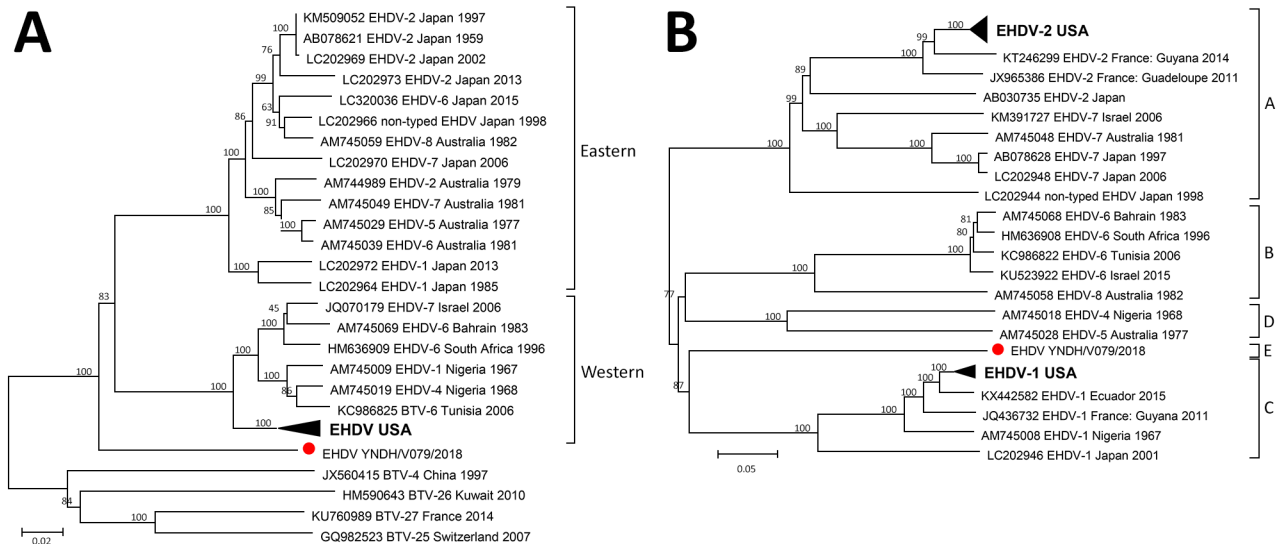 A
KM509052 EHDV-2 Japan 1997
100
AB078621 EHDV-2 Japan 1959
76
LC202969 EHDV-2 Japan 2002
99
LC202973 EHDV-2 Japan 2013
LC320036 EHDV-6 Japan 2015
63
86
91
LC202966 non-typed EHDV Japan 1998
AM745059 EHDV-8 Australia 1982
100
LC202970 EHDV-7 Japan 2006
Eastern
AM744989 EHDV-2 Australia 1979
100
AM745049 EHDV-7 Australia 1981
100
85
AM745029 EHDV-5 Australia 1977
100
AM745039 EHDV-6 Australia 1981
LC202972 EHDV-1 Japan 2013
100
LC202964 EHDV-1 Japan 1985
83
JQ070179 EHDV-7 Israel 2006
45
AM745069 EHDV-6 Bahrain 1983
100
HM636909 EHDV-6 South Africa 1996
100
AM745009 EHDV-1 Nigeria 1967
Western
100
AM745019 EHDV-4 Nigeria 1968
86
KC986825 BTV-6 Tunisia 2006
100
EHDV USA
100
EHDV YNDH/V079/2018
JX560415 BTV-4 China 1997
84
HM590643 BTV-26 Kuwait 2010
KU760989 BTV-27 France 2014
100
GQ982523 BTV-25 Switzerland 2007
0.02
B
100
EHDV-2 USA
99
100
KT246299 EHDV-2 France: Guyana 2014
JX965386 EHDV-2 France: Guadeloupe 2011
89
AB030735 EHDV-2 Japan
99
A
KM391727 EHDV-7 Israel 2006
100
AM745048 EHDV-7 Australia 1981
100
100
AB078628 EHDV-7 Japan 1997
100
LC202948 EHDV-7 Japan 2006
LC202944 non-typed EHDV Japan 1998
AM745068 EHDV-6 Bahrain 1983
81
80
HM636908 EHDV-6 South Africa 1996
100
KC986822 EHDV-6 Tunisia 2006
B
100
KU523922 EHDV-6 Israel 2015
AM745058 EHDV-8 Australia 1982
77
AM745018 EHDV-4 Nigeria 1968
100
D
AM745028 EHDV-5 Australia 1977
EHDV YNDH/V079/2018
E
87
100
EHDV-1 USA
100
KX442582 EHDV-1 Ecuador 2015
100
JQ436732 EHDV-1 France: Guyana 2011
C
100
AM745008 EHDV-1 Nigeria 1967
100
LC202946 EHDV-1 Japan 2001
0.05